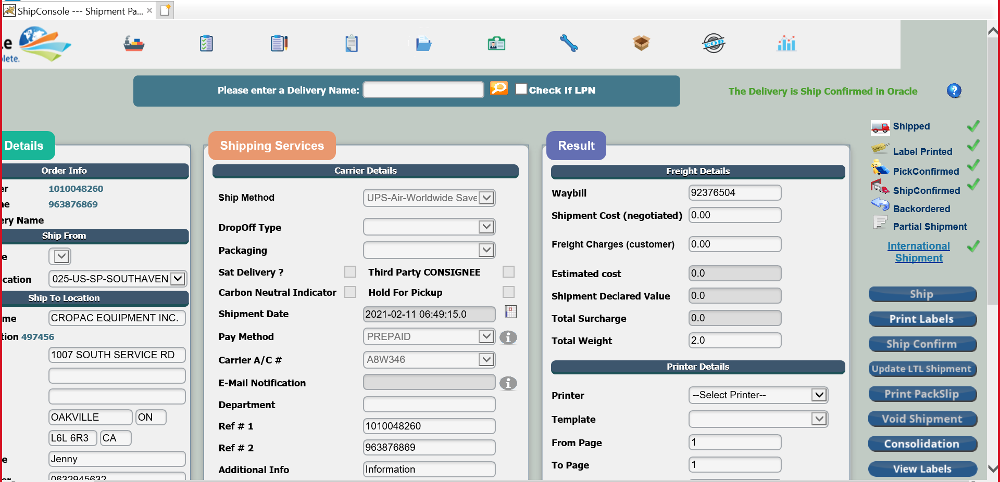 ShipConsole --- Shipment Pa...
le
plete.
EOD
Please enter a Delivery Name:
Check If LPN
The Delivery is Ship Confirmed in Oracle
?
Details
Order Info
er 1010048260
ne 963876869
ery Name
Ship From
e
cation 025-US-SP-SOUTHAVEN
Ship To Location
me CROPAC EQUIPMENT INC.
tion 497456
1007 SOUTH SERVICE RD
OAKVILLE ON
L6L 6R3 CA
e Jenny
er 0632945632
Shipping Services
Carrier Details
Ship Method UPS-Air-Worldwide Save
DropOff Type
Packaging
Sat Delivery ? Third Party CONSIGNEE
Carbon Neutral Indicator Hold For Pickup
Shipment Date 2021-02-11 06:49:15.0
Pay Method PREPAID
Carrier A/C # A8W346
E-Mail Notification
Department
Ref # 1 1010048260
Ref # 2 963876869
Additional Info Information
Result
Freight Details
Waybill 92376504
Shipment Cost (negotiated) 0.00
Freight Charges (customer) 0.00
Estimated cost 0.0
Shipment Declared Value 0.0
Total Surcharge 0.0
Total Weight 2.0
Printer Details
Printer --Select Printer--
Template
From Page 1
To Page 1
Shipped
Label Printed
PickConfirmed
ShipConfirmed
Backordered
Partial Shipment
International
Shipment
Ship
Print Labels
Ship Confirm
Update LTL Shipment
Print PackSlip
Void Shipment
Consolidation
View Labels